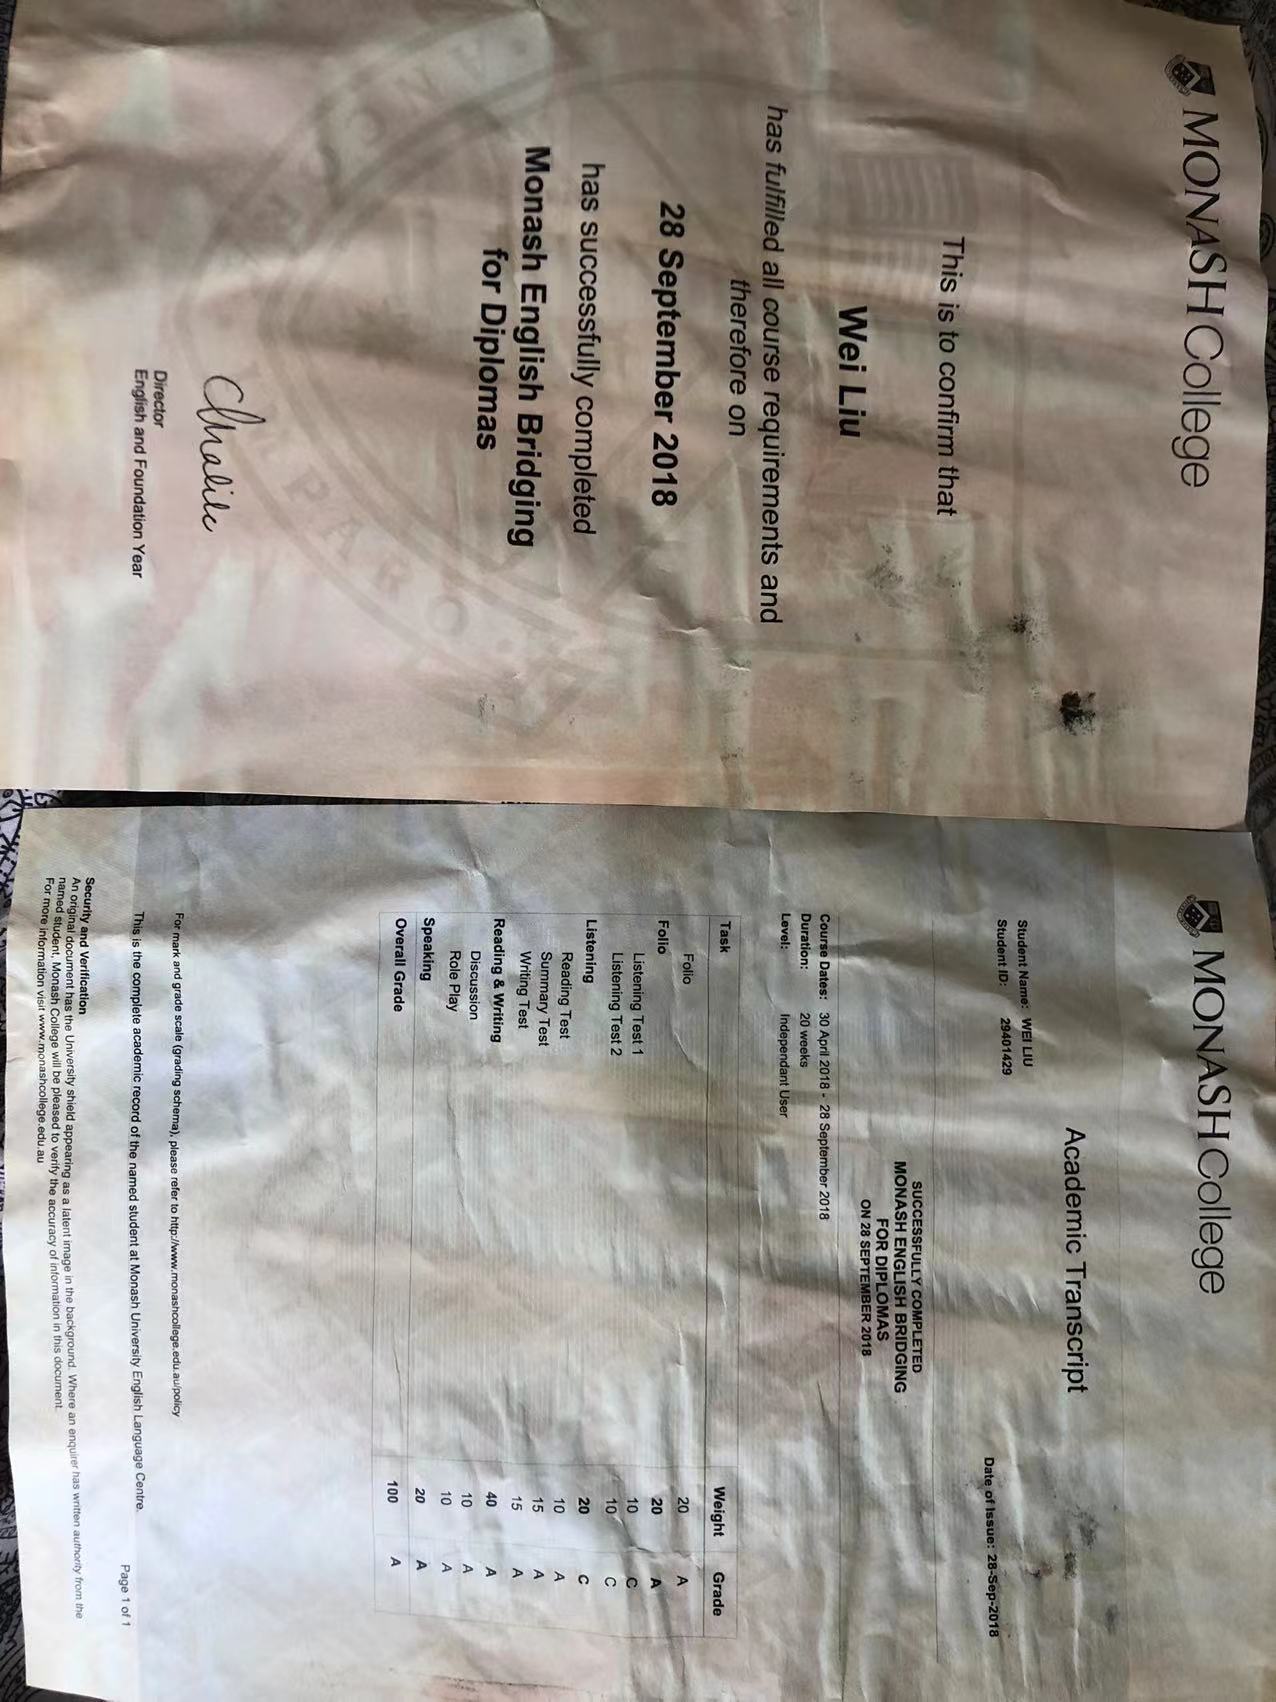 MONASH College
This is to confirm that
Wei Liu
has fulfilled all course requirements and
therefore on
28 September 2018
has successfully completed
Monash English Bridging
for Diplomas
Director
English and Foundation Year
MONASH College
Academic Transcript
Student Name: WEI LIU
Student ID: 29401429
Date of Issue: 28-Sep-2018
SUCCESSFULLY COMPLETED
MONASH ENGLISH BRIDGING
FOR DIPLOMAS
ON 28 SEPTEMBER 2018
Course Dates: 30 April 2018 - 28 September 2018
Duration: 20 weeks
Level: Independant User
Task Weight Grade
Folio 20 A
Folio 20 A
Listening Test 1 10 C
Listening Test 2 10 C
Listening 20 C
Reading Test 10 A
Summary Test 15 A
Writing Test 15 A
Reading & Writing 40 A
Discussion 10 A
Role Play 10 A
Speaking 20 A
Overall Grade 100 A
For mark and grade scale (grading schema), please refer to http://www.monashcollege.edu.au/policy
This is the complete academic record of the named student at Monash University English Language Centre.
Page 1 of 1
Security and Verification
An original document has the University shield appearing as a latent image in the background. Where an enquirer has written authority from the
named student, Monash College will be pleased to verify the accuracy of information in this document.
For more information visit www.monashcollege.edu.au